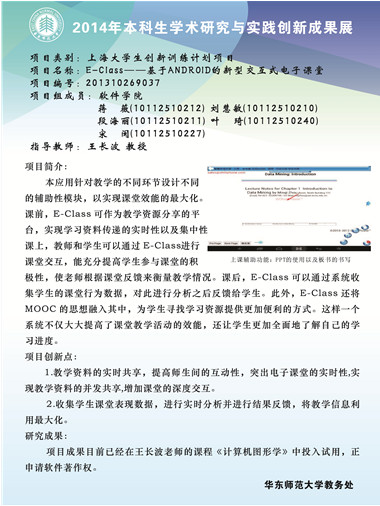 2014年本科生学术研究与实践创新成果展
项目类别：上海大学生创新训练计划项目
项目名称：E-Class——基于ANDROID的新型交互式电子课堂
项目编号：201310269037
项目组成员：软件学院
蒋 薇(10112510212) 刘慧敏(10112510210)
段海丽(10112510211) 叶 琦(10112510240)
宋 闰(10112510227)
指导教师：王长波 教授
项目简介：
本应用针对教学的不同环节设计不同
的辅助性模块，以实现课堂效能的最大化。
课前，E-Class 可作为教学资源分享的平
台，实现学习资料传递的实时性以及集中性
课上，教师和学生可以通过 E-Class进行
课堂交互，能充分提高学生参与课堂的积
Data Mining: Introduction
Lecture Notes for Chapter 1 Introduction to
上课辅助功能：PPT的使用以及板书的书写
极性，使老师根据课堂反馈来衡量教学情况。课后，E-Class 可以通过系统收
集学生的课堂行为数据，对此进行分析之后反馈给学生。此外，E-Class 还将
MOOC 的思想融入其中，为学生寻找学习资源提供更加便利的方式。这样一个
系统不仅大大提高了课堂教学活动的效能，还让学生更加全面地了解自己的学
习进度。
项目创新点：
1.教学资料的实时共享，提高师生间的互动性，突出电子课堂的实时性,实
现教学资料的并发共享,增加课堂的深度交互。
2.收集学生课堂表现数据，进行实时分析并进行结果反馈，将教学信息利
用最大化。
研究成果：
项目成果目前已经在王长波老师的课程《计算机图形学》中投入试用，正
申请软件著作权。
华东师范大学教务处